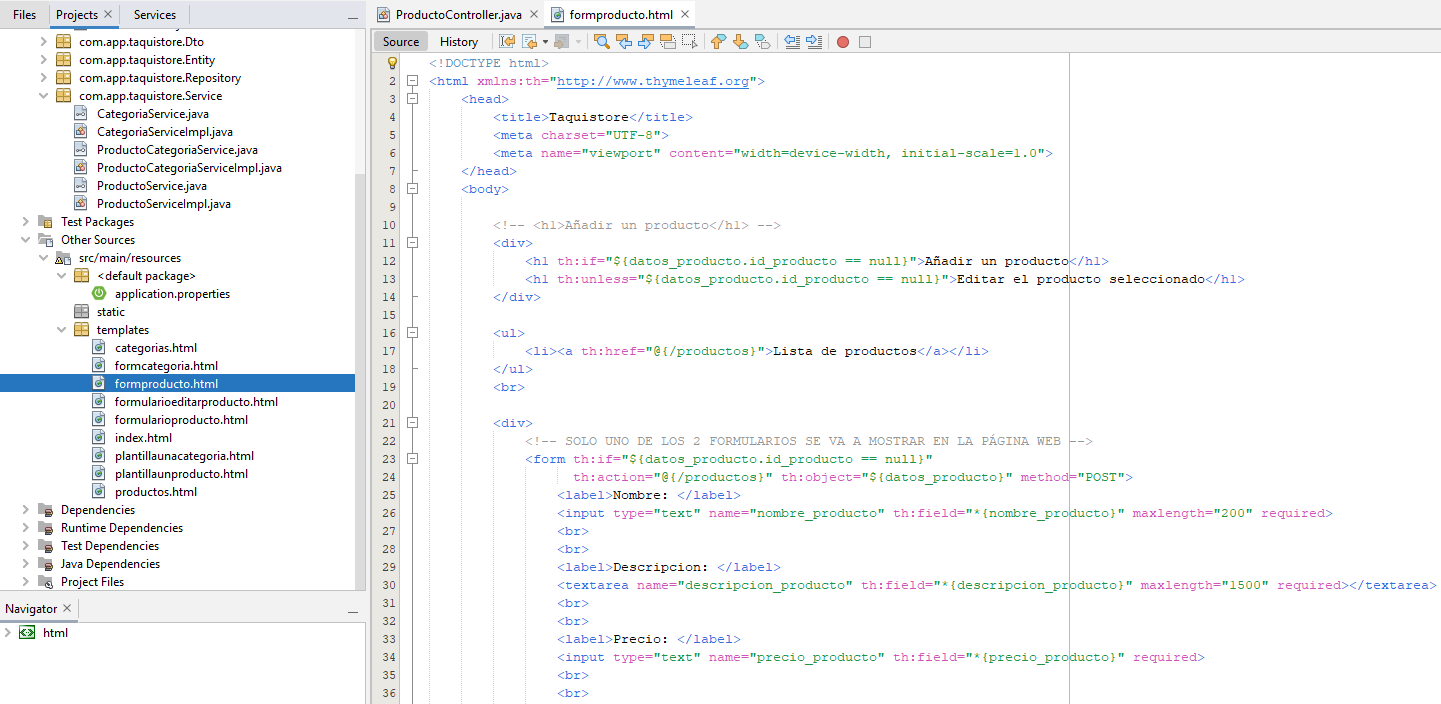 Files Projects Services
com.app.taquistore.Dto
com.app.taquistore.Entity
com.app.taquistore.Repository
com.app.taquistore.Service
CategoriaService.java
CategoriaServiceImpl.java
ProductoCategoriaService.java
ProductoCategoriaServiceImpl.java
ProductoService.java
ProductoServiceImpl.java
Test Packages
Other Sources
src/main/resources
<default package>
application.properties
static
templates
categorias.html
formcategoria.html
formproducto.html
formularioeditarproducto.html
formularioproducto.html
index.html
plantillaunacategoria.html
plantillaunproducto.html
productos.html
Dependencies
Runtime Dependencies
Test Dependencies
Java Dependencies
Project Files
Navigator
html
ProductoController.java formproducto.html
Source History
<!DOCTYPE html>
2 <html xmlns:th="http://www.thymeleaf.org">
3 <head>
4 <title>Taquistore</title>
5 <meta charset="UTF-8">
6 <meta name="viewport" content="width=device-width, initial-scale=1.0">
7 </head>
8 <body>
9
10 <!-- <h1>Añadir un producto</h1> -->
11 <div>
12 <h1 th:if="${datos_producto.id_producto == null}">Añadir un producto</h1>
13 <h1 th:unless="${datos_producto.id_producto == null}">Editar el producto seleccionado</h1>
14 </div>
15
16 <ul>
17 <li><a th:href="@{/productos}">Lista de productos</a></li>
18 </ul>
19 <br>
20
21 <div>
22 <!-- SOLO UNO DE LOS 2 FORMULARIOS SE VA A MOSTRAR EN LA PÁGINA WEB -->
23 <form th:if="${datos_producto.id_producto == null}"
24 th:action="@{/productos}" th:object="${datos_producto}" method="POST">
25 <label>Nombre: </label>
26 <input type="text" name="nombre_producto" th:field="*{nombre_producto}" maxlength="200" required>
27 <br>
28 <br>
29 <label>Descripcion: </label>
30 <textarea name="descripcion_producto" th:field="*{descripcion_producto}" maxlength="1500" required></textarea>
31 <br>
32 <br>
33 <label>Precio: </label>
34 <input type="text" name="precio_producto" th:field="*{precio_producto}" required>
35 <br>
36 <br>